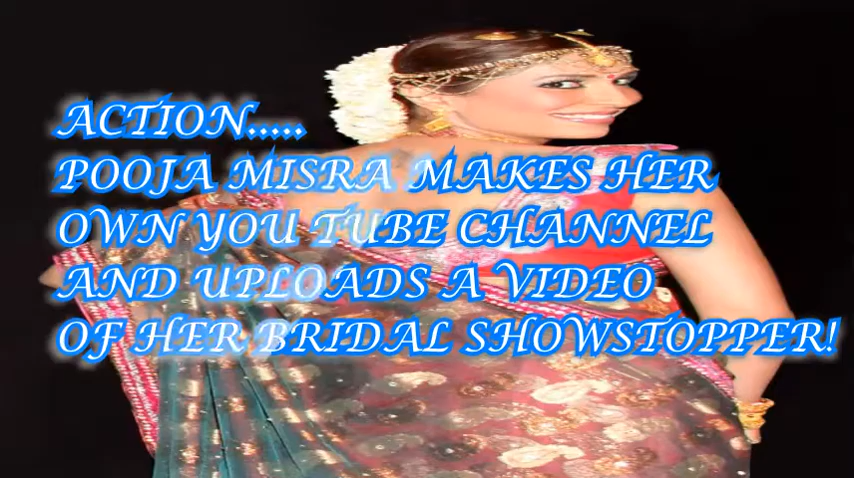 ACTION.....
POOJA MISRA MAKES HER
OWN YOU TUBE CHANNEL
AND UPLOADS A VIDEO
OF HER BRIDAL SHOWSTOPPER!